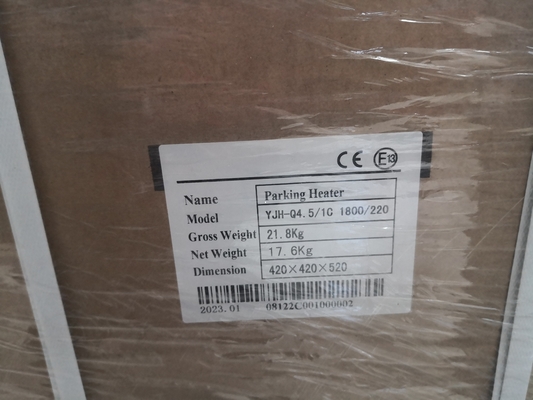 CE E13
Name Parking Heater
Model YJH-Q4.5/1C 1800/220
Gross Weight 21.8Kg
Net Weight 17.6Kg
Dimension 420×420×520
2023.01 08122C001000002